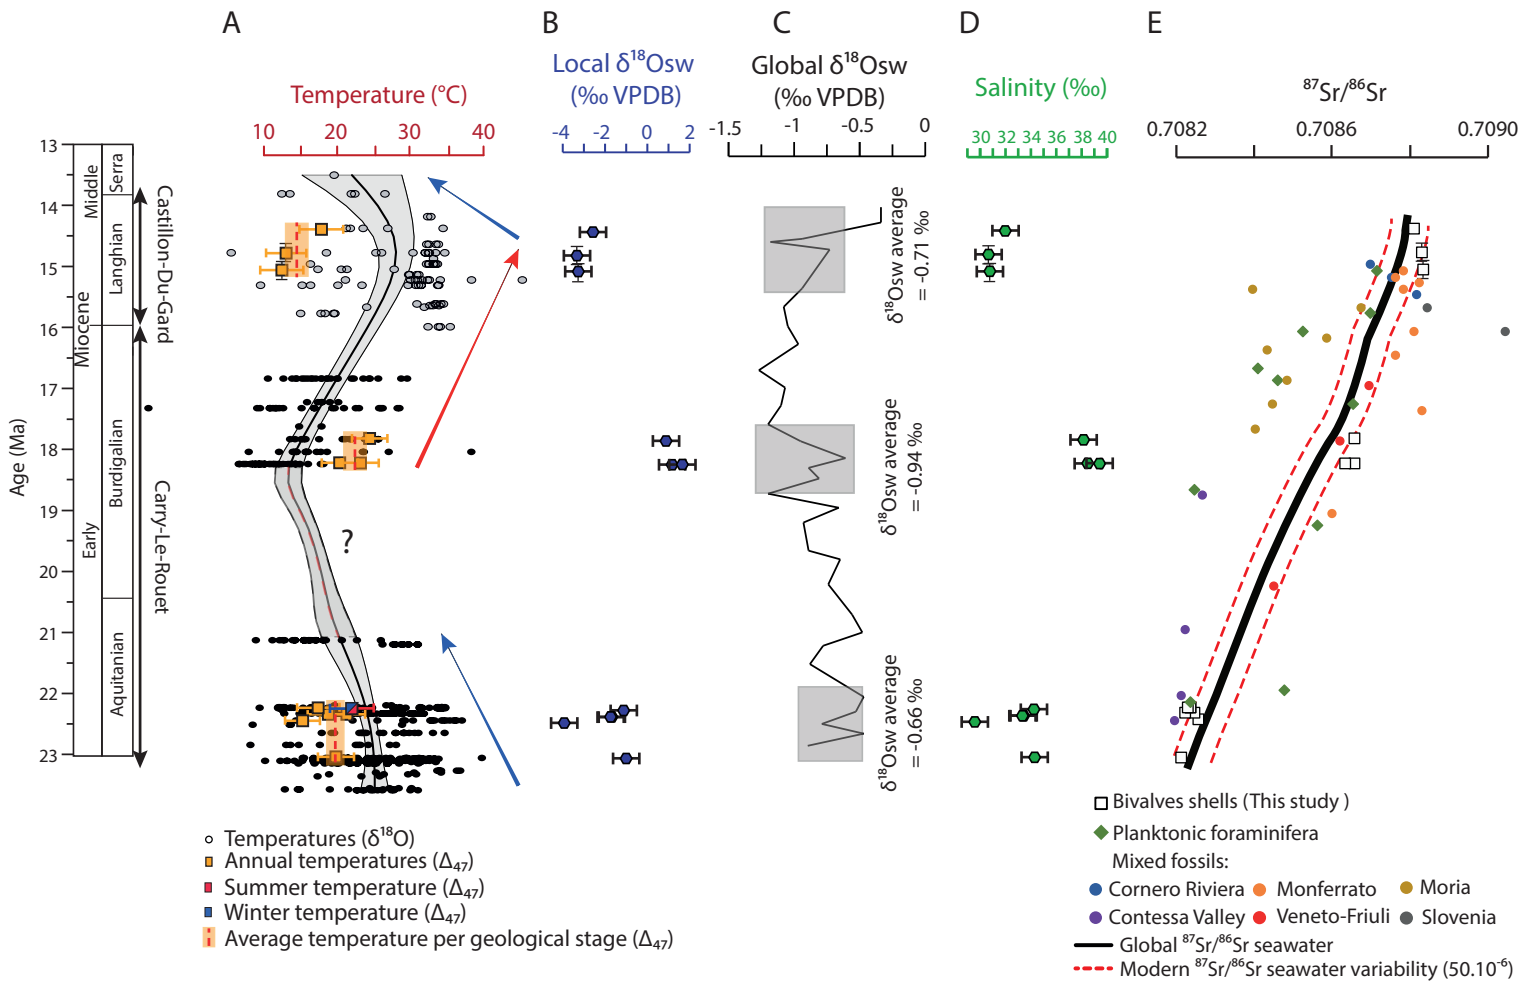 A
B
C
D
E
Temperature (°C)
10 20 30 40
Local δ¹⁸Osw
(‰ VPDB)
-4 -2 0 2
Global δ¹⁸Osw
(‰ VPDB)
-1.5 -1 -0.5 0
Salinity (‰)
30 32 34 36 38 40
⁸⁷Sr/⁸⁶Sr
0.7082 0.7086 0.7090
Age (Ma)
13
14
15
16
17
18
19
20
21
22
23
Miocene
Middle
Early
Serra
Langhian
Burdigalian
Aquitanian
Castillon-Du-Gard
Carry-Le-Rouet
?
δ¹⁸Osw average
= -0.71 ‰
δ¹⁸Osw average
= -0.94 ‰
δ¹⁸Osw average
= -0.66 ‰
Temperatures (δ¹⁸O)
Annual temperatures (Δ₄₇)
Summer temperature (Δ₄₇)
Winter temperature (Δ₄₇)
Average temperature per geological stage (Δ₄₇)
Bivalves shells (This study )
Planktonic foraminifera
Mixed fossils:
Cornero Riviera Monferrato Moria
Contessa Valley Veneto-Friuli Slovenia
Global ⁸⁷Sr/⁸⁶Sr seawater
Modern ⁸⁷Sr/⁸⁶Sr seawater variability (50.10⁻⁶)